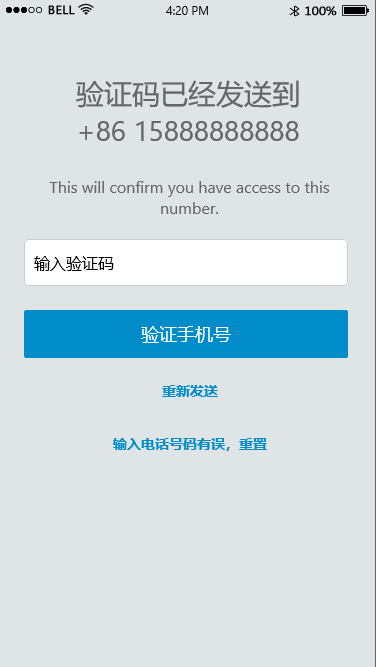 BELL 4:20 PM 100%
验证码已经发送到
+86 15888888888
This will confirm you have access to this
number.
输入验证码
验证手机号
重新发送
输入电话号码有误，重置